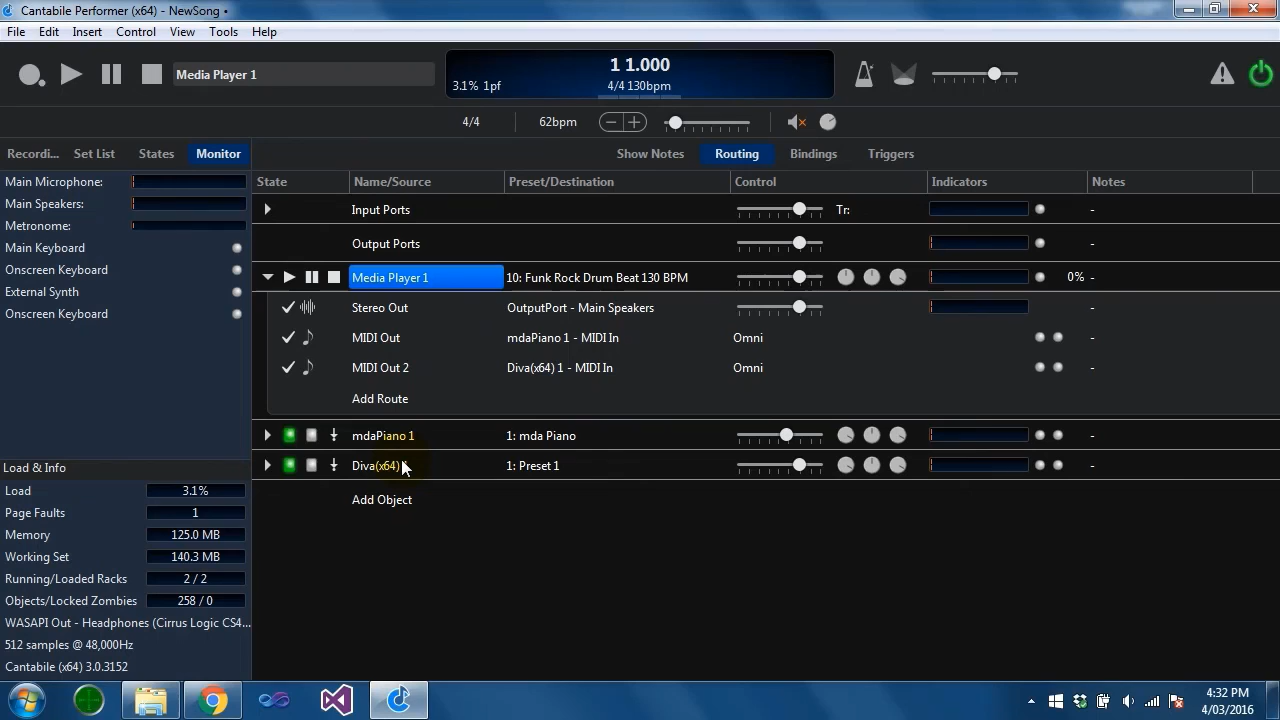 Cantabile Performer (x64) - NewSong •
File Edit Insert Control View Tools Help
Media Player 1
1 1.000
3.1% 1pf 4/4 130bpm
4/4 62bpm
Recordi... Set List States Monitor Show Notes Routing Bindings Triggers
Main Microphone:
Main Speakers:
Metronome:
Main Keyboard
Onscreen Keyboard
External Synth
Onscreen Keyboard
State Name/Source Preset/Destination Control Indicators Notes
Input Ports Tr: -
Output Ports -
Media Player 1 10: Funk Rock Drum Beat 130 BPM 0% -
Stereo Out OutputPort - Main Speakers -
MIDI Out mdaPiano 1 - MIDI In Omni -
MIDI Out 2 Diva(x64) 1 - MIDI In Omni -
Add Route
mdaPiano 1 1: mda Piano -
Diva(x64) 1: Preset 1 -
Add Object
Load & Info
Load 3.1%
Page Faults 1
Memory 125.0 MB
Working Set 140.3 MB
Running/Loaded Racks 2 / 2
Objects/Locked Zombies 258 / 0
WASAPI Out - Headphones (Cirrus Logic CS4...
512 samples @ 48,000Hz
Cantabile (x64) 3.0.3152
4:32 PM
4/03/2016